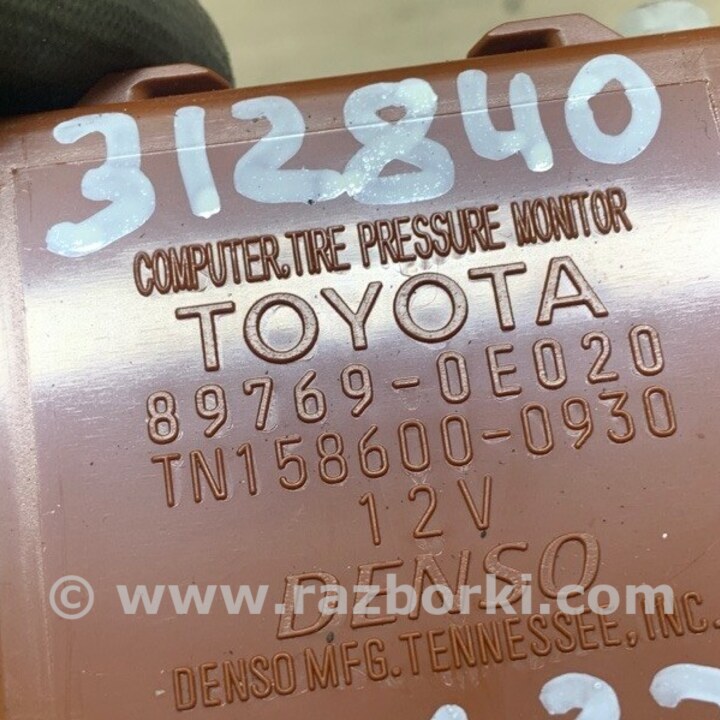 312840
COMPUTER.TIRE PRESSURE MONITOR
TOYOTA
89769-0E020
TN158600-0930
12V
DENSO
© www.razborki.com
DENSO MFG.TENNESSEE, INC.